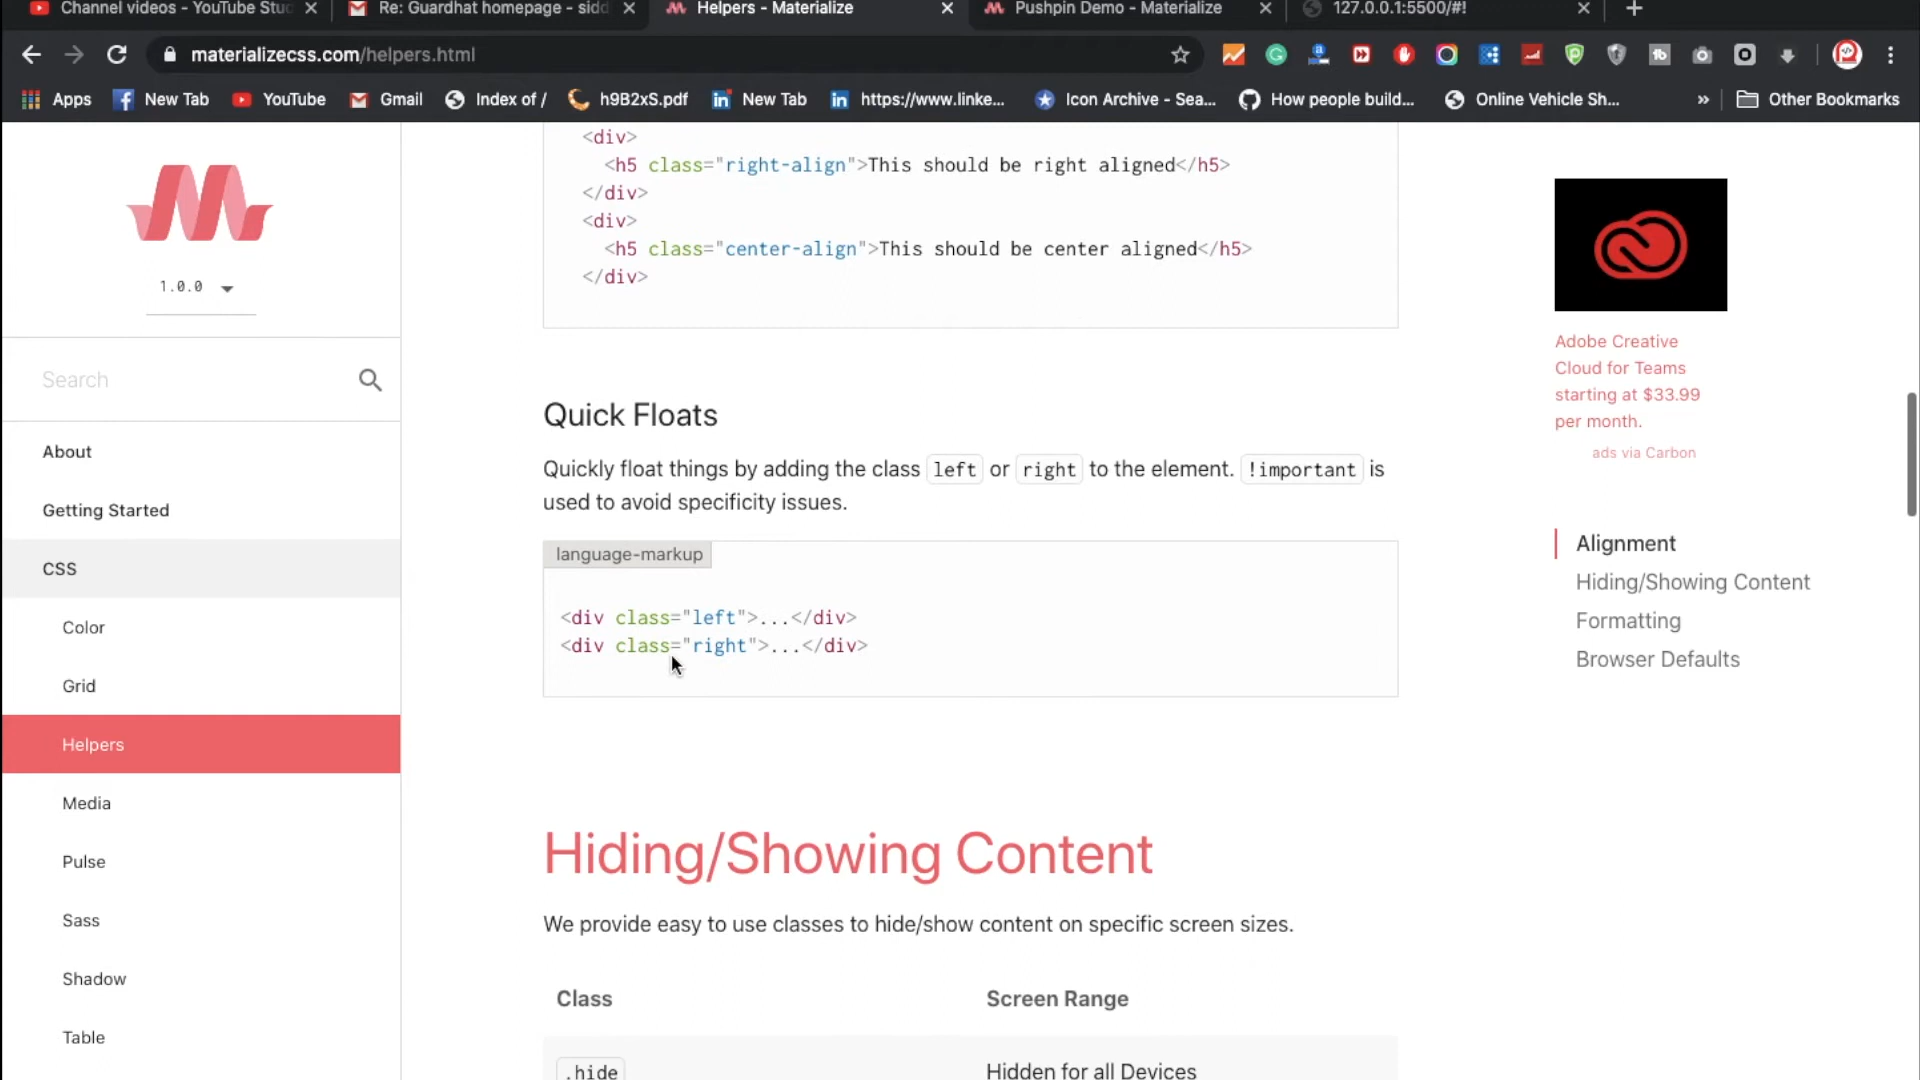 Channel videos - YouTube Stu
Re: Guardhat homepage - sidd
Helpers - Materialize
Pushpin Demo - Materialize
127.0.0.1:5500/#!
materializecss.com/helpers.html
Apps
New Tab
YouTube
Gmail
Index of /
h9B2xS.pdf
New Tab
https://www.linke...
Icon Archive - Sea...
How people build...
Online Vehicle Sh...
»
Other Bookmarks
1.0.0
Search
About
Getting Started
CSS
Color
Grid
Helpers
Media
Pulse
Sass
Shadow
Table
<div>
<h5 class="right-align">This should be right aligned</h5>
</div>
<div>
<h5 class="center-align">This should be center aligned</h5>
</div>
Quick Floats
Quickly float things by adding the class left or right to the element. !important is
used to avoid specificity issues.
language-markup
<div class="left">...</div>
<div class="right">...</div>
Hiding/Showing Content
We provide easy to use classes to hide/show content on specific screen sizes.
Class Screen Range
.hide Hidden for all Devices
Adobe Creative
Cloud for Teams
starting at $33.99
per month.
ads via Carbon
Alignment
Hiding/Showing Content
Formatting
Browser Defaults